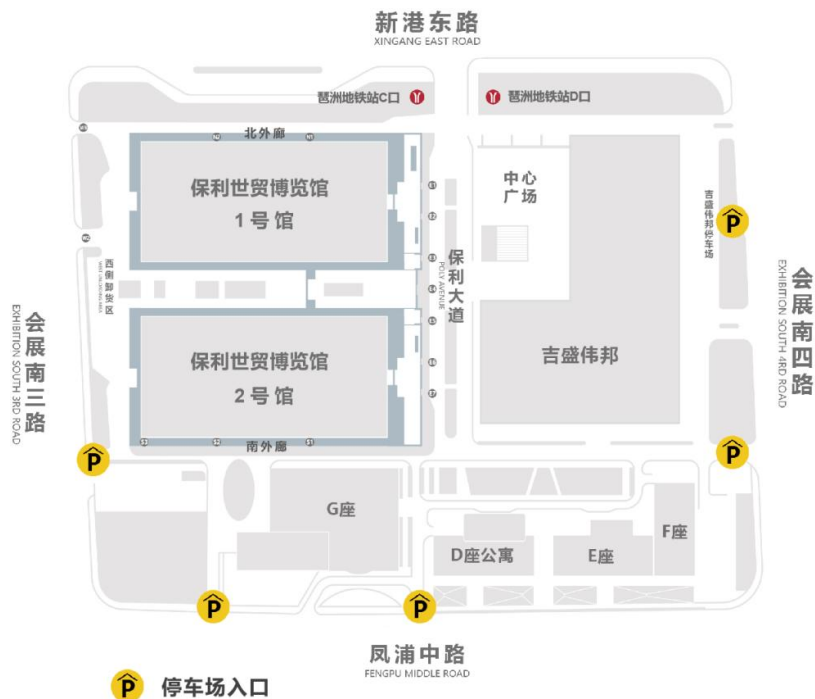 新港东路
XINGANG EAST ROAD
琶洲地铁站C口
琶洲地铁站D口
北外廊
保利世贸博览馆
1号馆
中心
广场
吉盛伟邦停车场
P
西侧卸货区
保利大道
POLY AVENUE
会展南三路
EXHIBITION SOUTH 3RD ROAD
会展南四路
EXHIBITION SOUTH 4RD ROAD
保利世贸博览馆
2号馆
吉盛伟邦
南外廊
P
P
G座
D座公寓
E座
F座
P
P
凤浦中路
FENGPU MIDDLE ROAD
P 停车场入口